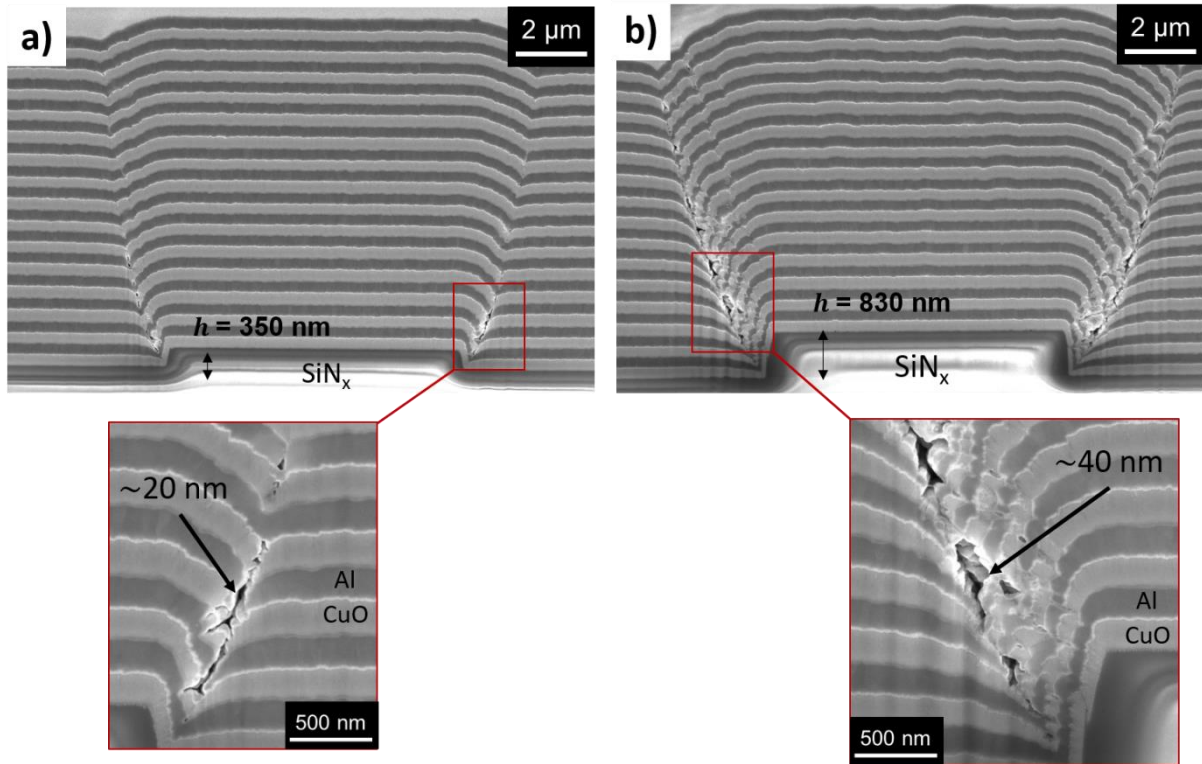 a)
2 µm
h = 350 nm
SiNx
~20 nm
Al
CuO
500 nm
b)
2 µm
h = 830 nm
SiNx
~40 nm
Al
CuO
500 nm